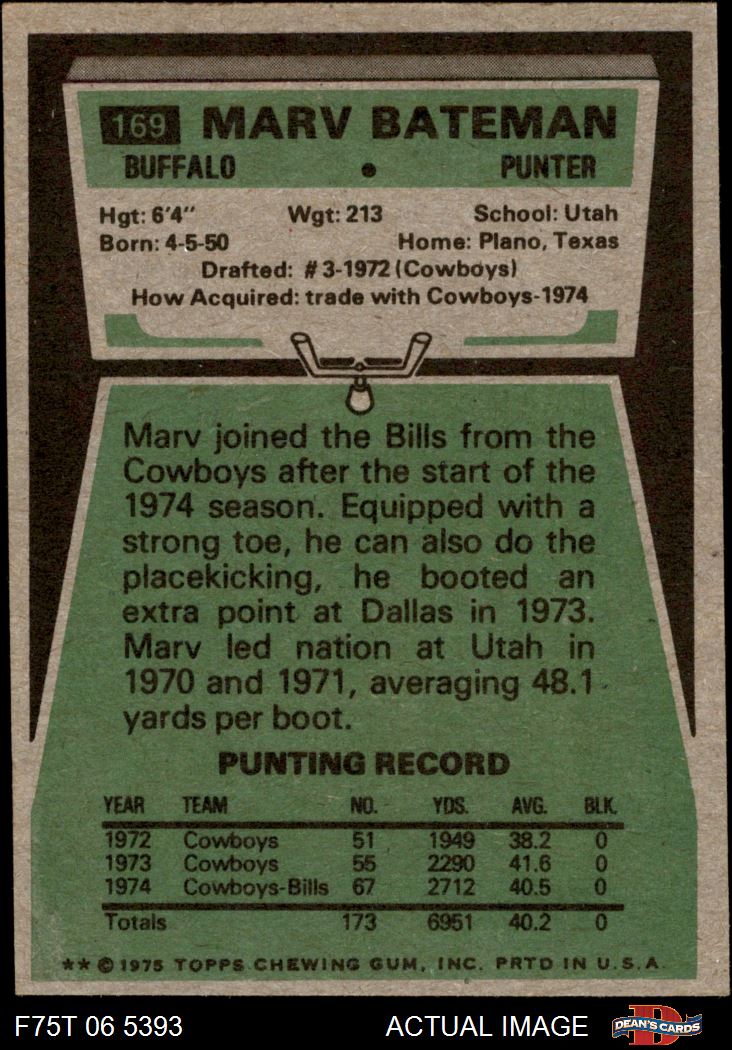 169 MARV BATEMAN
BUFFALO • PUNTER
Hgt: 6'4" Wgt: 213 School: Utah
Born: 4-5-50 Home: Plano, Texas
Drafted: #3-1972 (Cowboys)
How Acquired: trade with Cowboys-1974
Marv joined the Bills from the
Cowboys after the start of the
1974 season. Equipped with a
strong toe, he can also do the
placekicking, he booted an
extra point at Dallas in 1973.
Marv led nation at Utah in
1970 and 1971, averaging 48.1
yards per boot.
PUNTING RECORD
YEAR TEAM NO. YDS. AVG. BLK.
1972 Cowboys 51 1949 38.2 0
1973 Cowboys 55 2290 41.6 0
1974 Cowboys-Bills 67 2712 40.5 0
Totals 173 6951 40.2 0
** © 1975 TOPPS CHEWING GUM, INC. PRTD IN U.S.A.
F75T 06 5393 ACTUAL IMAGE D DEAN'S CARDS